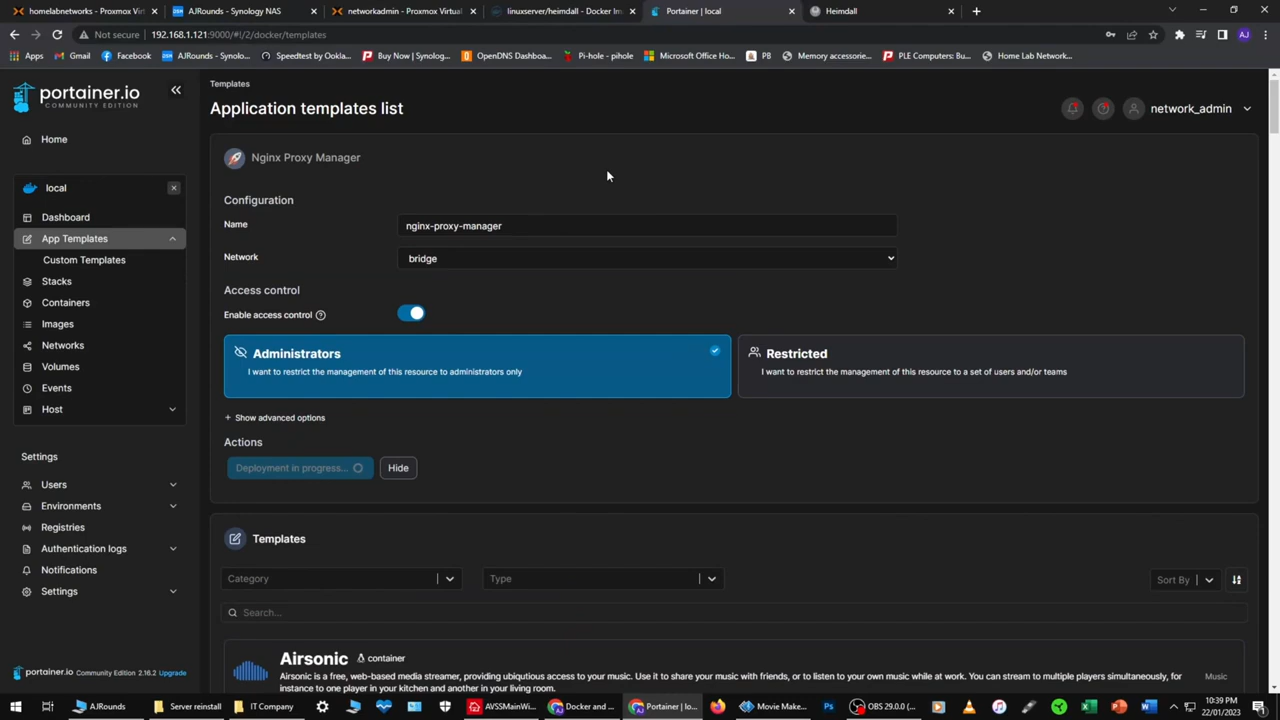 homelabnetworks - Proxmox Virt
AJRounds - Synology NAS
networkadmin - Proxmox Virtual
linuxserver/heimdall - Docker Im
Portainer | local
Heimdall
Not secure
192.168.1.121:9000/#!/2/docker/templates
AJ
Apps
Gmail
Facebook
AJRounds - Synolo...
Speedtest by Ookla...
Buy Now | Synolog...
OpenDNS Dashboa...
Pi-hole - pihole
Microsoft Office Ho...
PB
Memory accessorie...
PLE Computers: Bu...
Home Lab Network...
portainer.io
COMMUNITY EDITION
Home
local
Dashboard
App Templates
Custom Templates
Stacks
Containers
Images
Networks
Volumes
Events
Host
Settings
Users
Environments
Registries
Authentication logs
Notifications
Settings
portainer.io Community Edition 2.16.2 Upgrade
Templates
Application templates list
network_admin
Nginx Proxy Manager
Configuration
Name
nginx-proxy-manager
Network
bridge
Access control
Enable access control
Administrators
I want to restrict the management of this resource to administrators only
Restricted
I want to restrict the management of this resource to a set of users and/or teams
+ Show advanced options
Actions
Deployment in progress...
Hide
Templates
Category
Type
Sort By
Search...
Airsonic
container
Airsonic is a free, web-based media streamer, providing ubiqutious access to your music. Use it to share your music with friends, or to listen to your own music while at work. You can stream to multiple players simultaneously, for
instance to one player in your kitchen and another in your living room.
Music
AJRounds
Server reinstall
IT Company
AVSSMainWi...
Docker and ...
Portainer | lo...
Movie Make...
OBS 29.0.0 (...
10:39 PM
22/01/2023